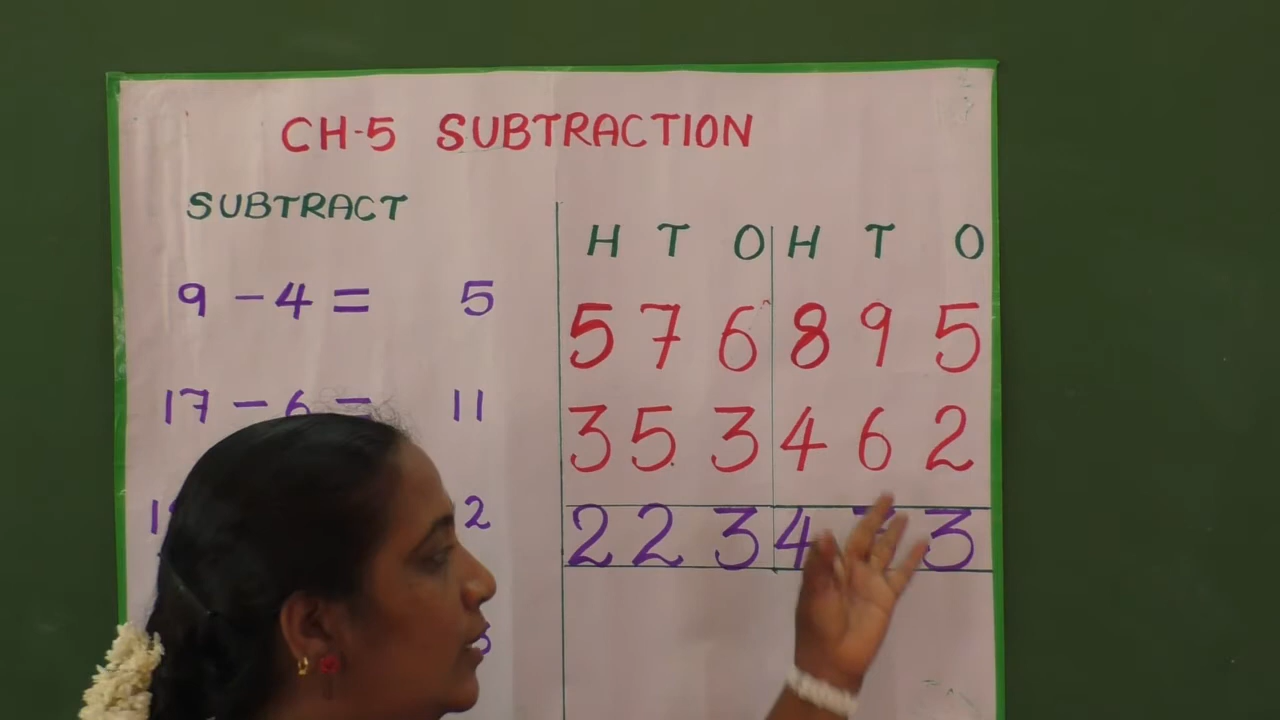 CH-5 SUBTRACTION
SUBTRACT
9 - 4 = 5
17 - 6 = 11
2
H T O H T O
5 7 6 8 9 5
3 5 3 4 6 2
2 2 3 4 3